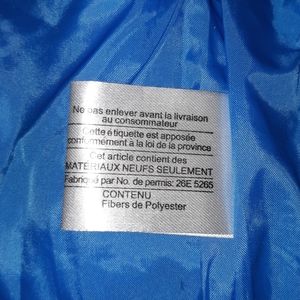 Ne pas enlever avant la livraison
au consommateur
Cette étiquette est apposée
conformément à la loi de la province
Cet article contient des
MATÉRIAUX NEUFS SEULEMENT
Fabriqué par No. de permis: 26E 5265
CONTENU
Fibers de Polyester